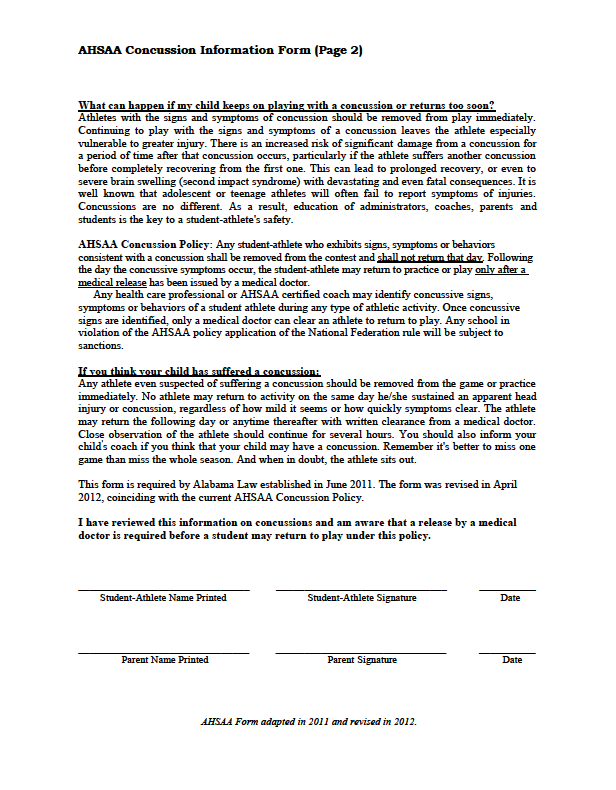 AHSAA Concussion Information Form (Page 2)
What can happen if my child keeps on playing with a concussion or returns too soon?
Athletes with the signs and symptoms of concussion should be removed from play immediately.
Continuing to play with the signs and symptoms of a concussion leaves the athlete especially
vulnerable to greater injury. There is an increased risk of significant damage from a concussion for
a period of time after that concussion occurs, particularly if the athlete suffers another concussion
before completely recovering from the first one. This can lead to prolonged recovery, or even to
severe brain swelling (second impact syndrome) with devastating and even fatal consequences. It is
well known that adolescent or teenage athletes will often fail to report symptoms of injuries.
Concussions are no different. As a result, education of administrators, coaches, parents and
students is the key to a student-athlete's safety.
AHSAA Concussion Policy: Any student-athlete who exhibits signs, symptoms or behaviors
consistent with a concussion shall be removed from the contest and shall not return that day. Following
the day the concussive symptoms occur, the student-athlete may return to practice or play only after a
medical release has been issued by a medical doctor.
Any health care professional or AHSAA certified coach may identify concussive signs,
symptoms or behaviors of a student athlete during any type of athletic activity. Once concussive
signs are identified, only a medical doctor can clear an athlete to return to play. Any school in
violation of the AHSAA policy application of the National Federation rule will be subject to
sanctions.
If you think your child has suffered a concussion:
Any athlete even suspected of suffering a concussion should be removed from the game or practice
immediately. No athlete may return to activity on the same day he/she sustained an apparent head
injury or concussion, regardless of how mild it seems or how quickly symptoms clear. The athlete
may return the following day or anytime thereafter with written clearance from a medical doctor.
Close observation of the athlete should continue for several hours. You should also inform your
child's coach if you think that your child may have a concussion. Remember it's better to miss one
game than miss the whole season. And when in doubt, the athlete sits out.
This form is required by Alabama Law established in June 2011. The form was revised in April
2012, coinciding with the current AHSAA Concussion Policy.
I have reviewed this information on concussions and am aware that a release by a medical
doctor is required before a student may return to play under this policy.
Student-Athlete Name Printed Student-Athlete Signature Date
Parent Name Printed Parent Signature Date
AHSAA Form adapted in 2011 and revised in 2012.